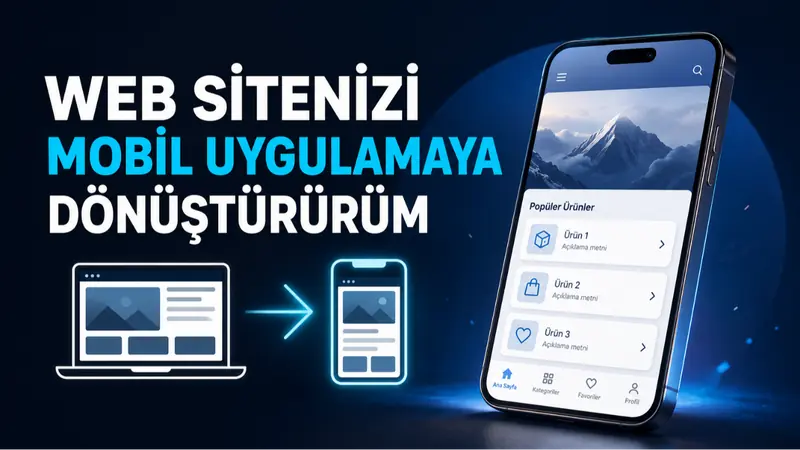 WEB SİTENİZİ
MOBİL UYGULAMAYA
DÖNÜŞTÜRÜRÜM
Popüler Ürünler
Ürün 1
Açıklama metni
Ürün 2
Açıklama metni
Ürün 3
Açıklama metni
Ana Sayfa
Kategoriler
Favoriler
Profil